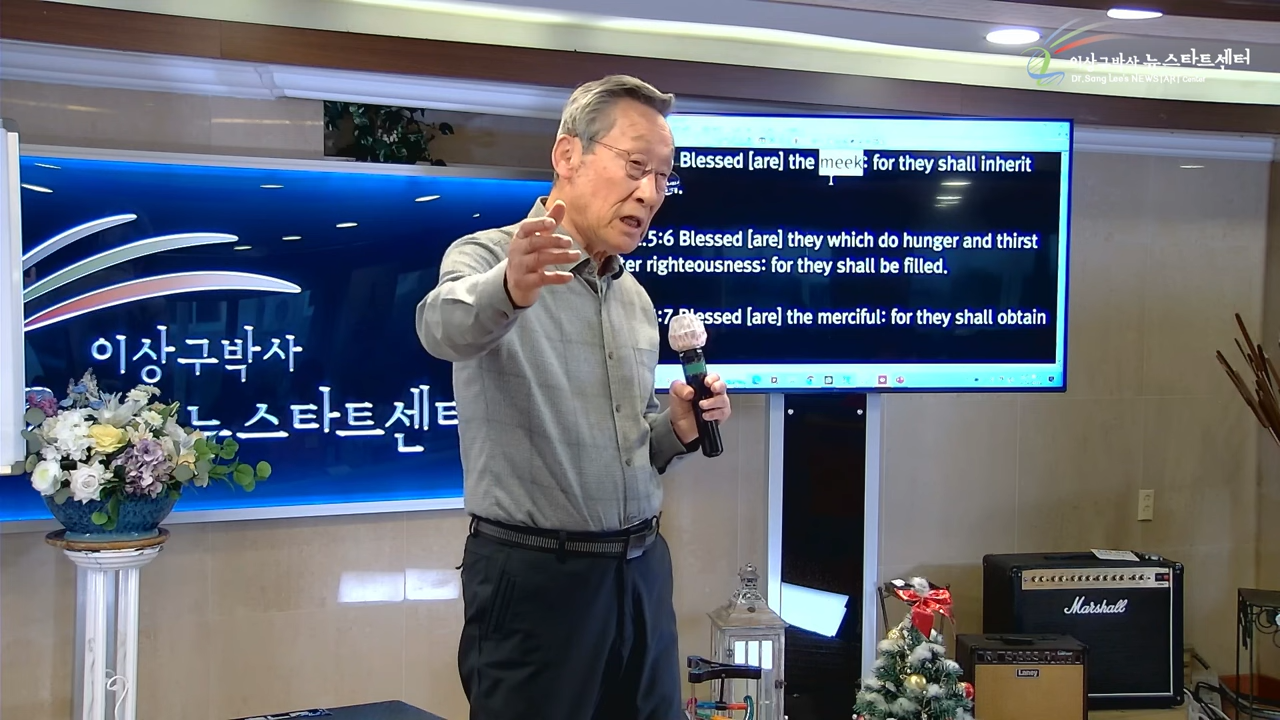 이상구박사 뉴스타트센터
Dr. Sang Lee's NEWSTART Center
Blessed [are] the meek: for they shall inherit
5:6 Blessed [are] they which do hunger and thirst
righteousness: for they shall be filled.
:7 Blessed [are] the merciful: for they shall obtain
이상구박사
뉴스타트센터
Marshall
Laney